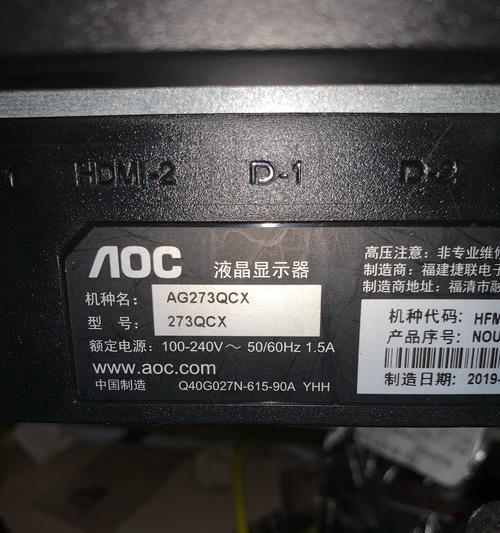 1 HDMI-2 D-1 D-2
AOC 液晶显示器
机种名： AG273QCX
型 号： 273QCX
额定电源：100-240V～ 50/60Hz 1.5A
www.aoc.com
中国制造 Q40G027N-615-90A YHH
高压注意：非专业维修
制造商：福建捷联电子
制造商地址：福清市融
机种代码：HFM
产品序号：NOU
制造日期：2019-